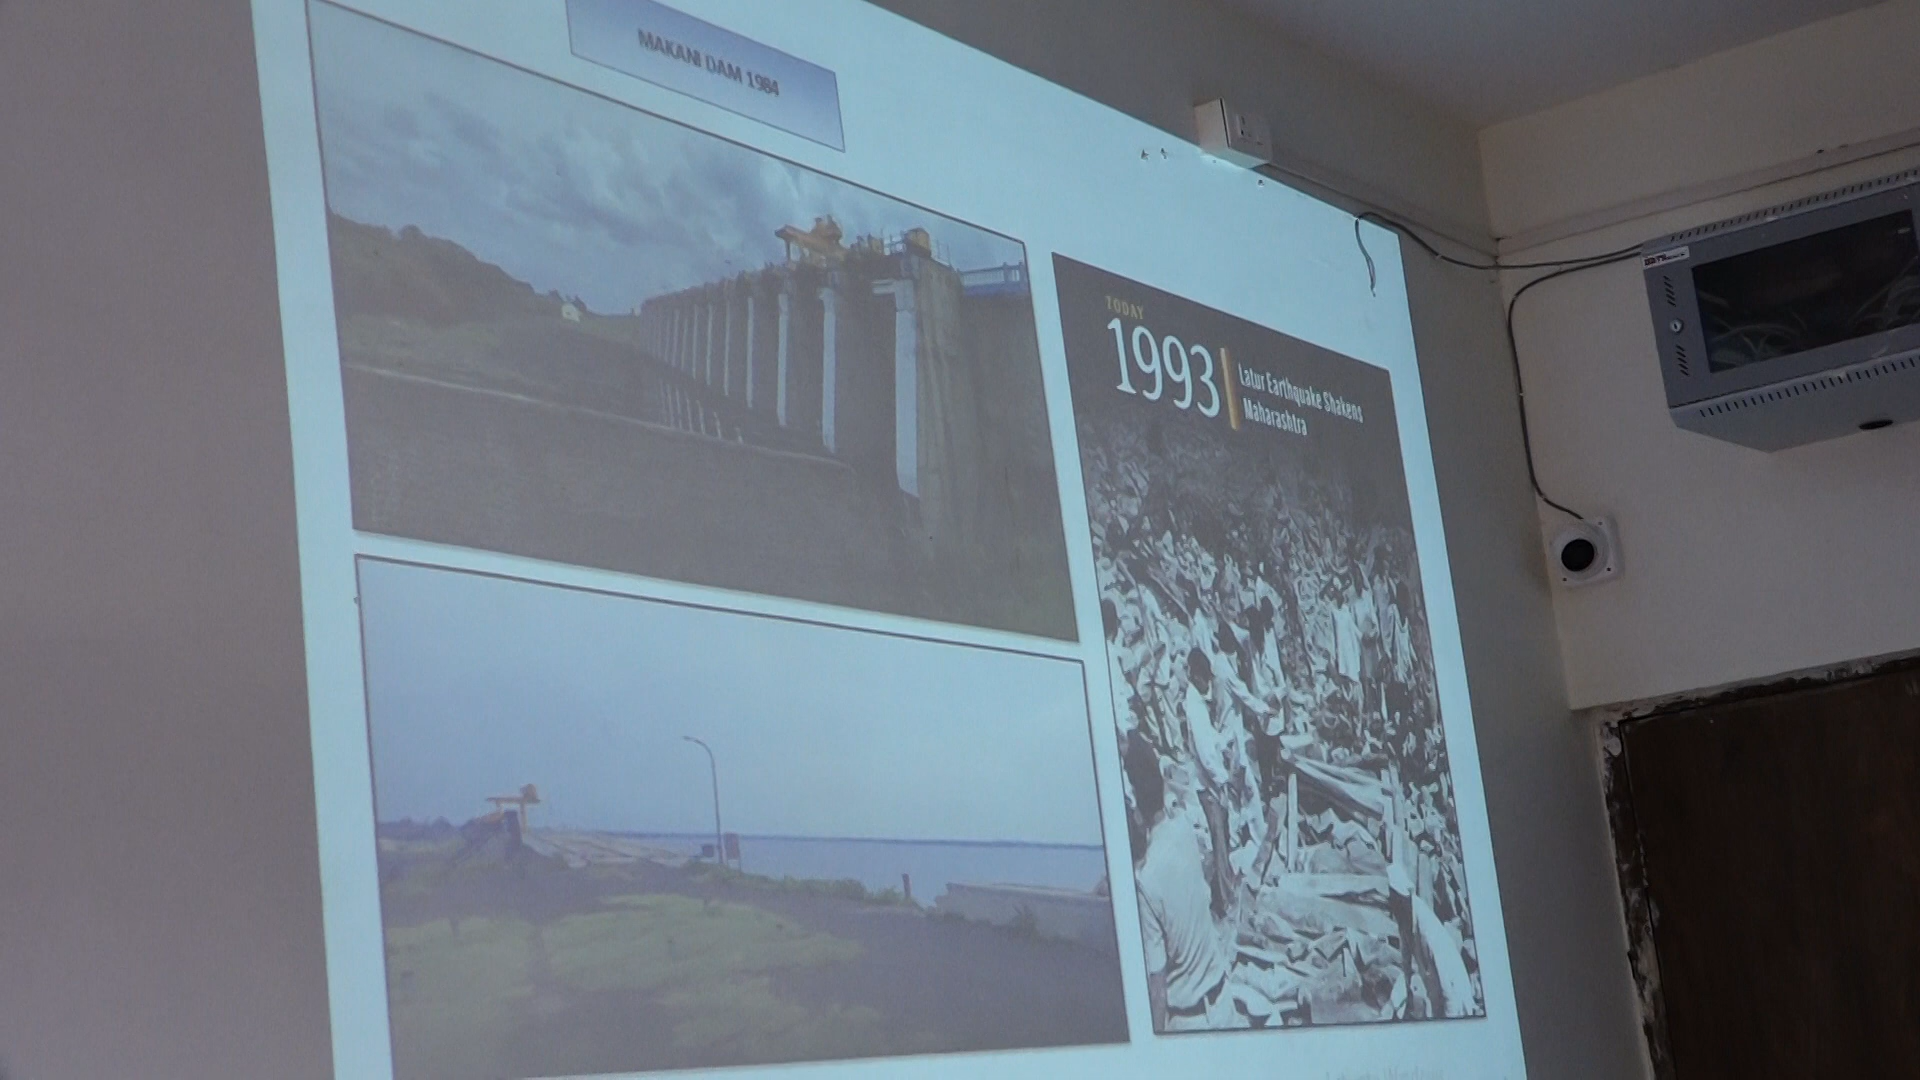 MAKANI DAM 1984
TODAY
1993
Latur Earthquake Shakens
Maharashtra